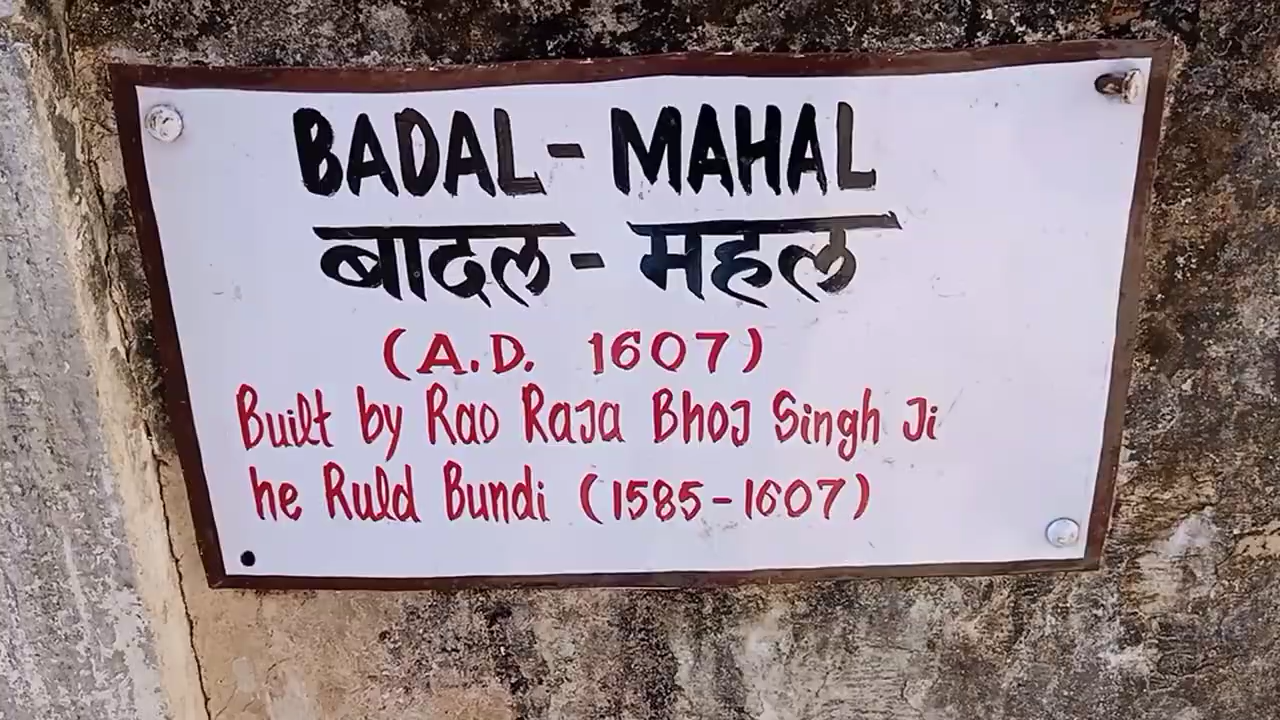 BADAL - MAHAL
बादल - महल
(A.D. 1607)
Built by Rao Raja Bhoj Singh Ji
he Ruld Bundi (1585-1607)